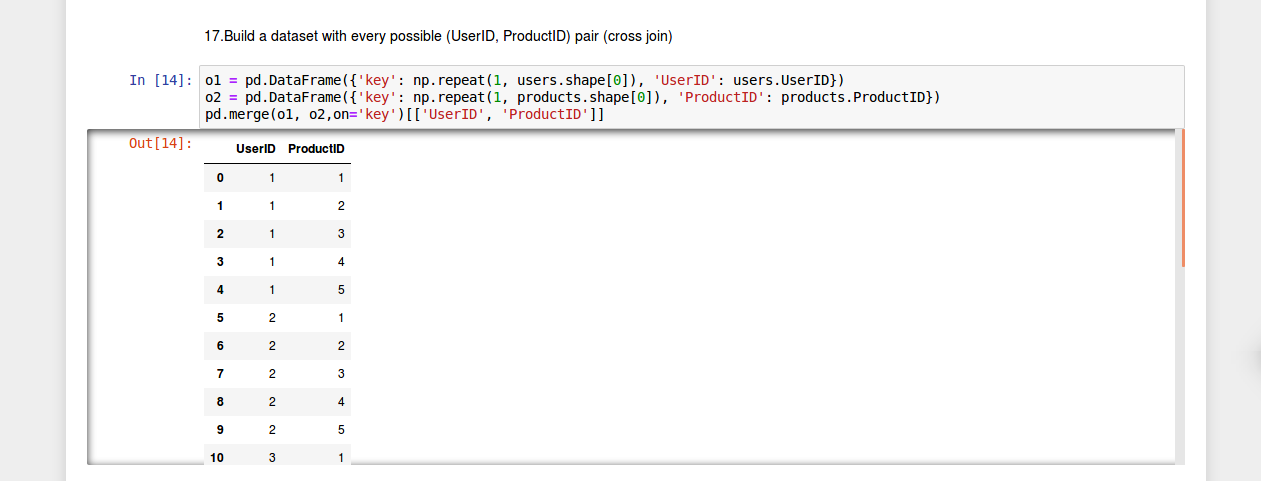 17.Build a dataset with every possible (UserID, ProductID) pair (cross join)
In [14]: o1 = pd.DataFrame({'key': np.repeat(1, users.shape[0]), 'UserID': users.UserID})
o2 = pd.DataFrame({'key': np.repeat(1, products.shape[0]), 'ProductID': products.ProductID})
pd.merge(o1, o2,on='key')[['UserID', 'ProductID']]
Out[14]:
UserID ProductID
0 1 1
1 1 2
2 1 3
3 1 4
4 1 5
5 2 1
6 2 2
7 2 3
8 2 4
9 2 5
10 3 1